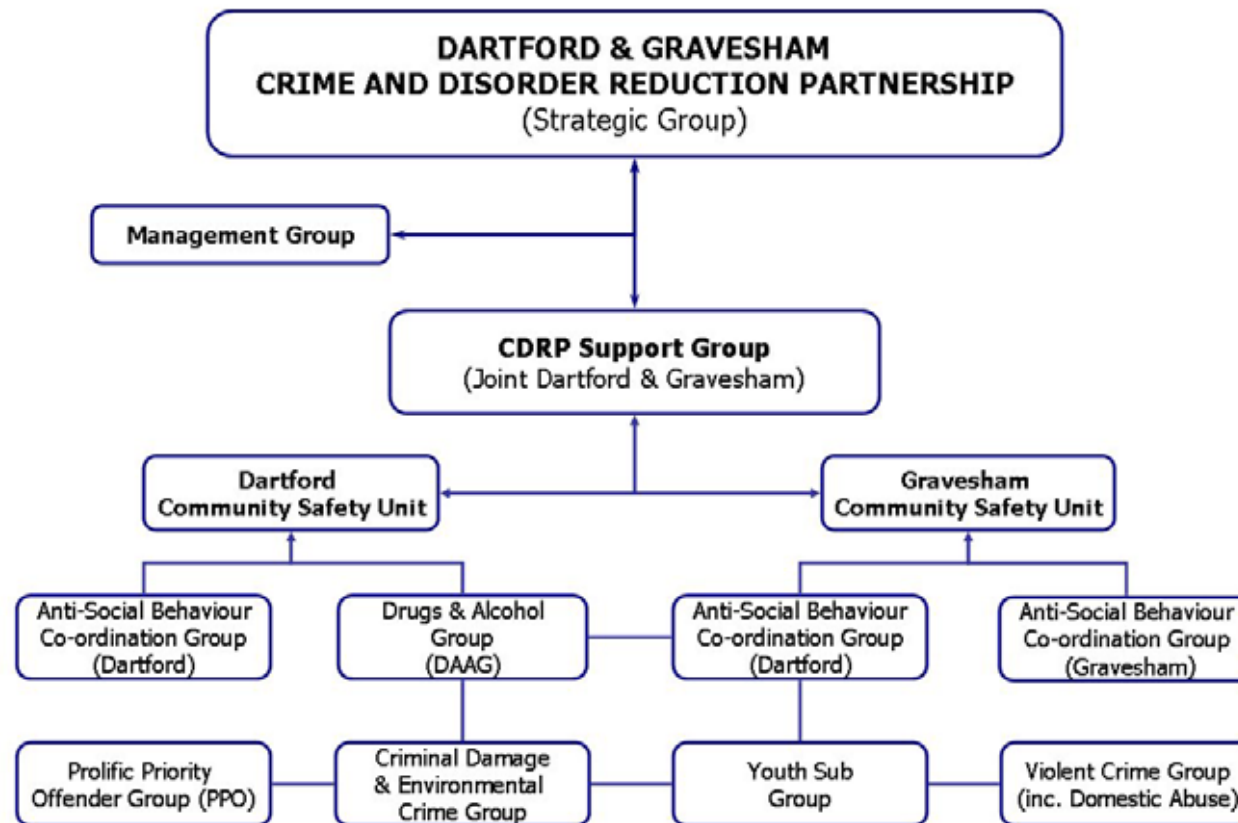 DARTFORD & GRAVESHAM
CRIME AND DISORDER REDUCTION PARTNERSHIP
(Strategic Group)
Management Group
CDRP Support Group
(Joint Dartford & Gravesham)
Dartford
Community Safety Unit
Gravesham
Community Safety Unit
Anti-Social Behaviour
Co-ordination Group
(Dartford)
Drugs & Alcohol
Group
(DAAG)
Anti-Social Behaviour
Co-ordination Group
(Dartford)
Anti-Social Behaviour
Co-ordination Group
(Gravesham)
Prolific Priority
Offender Group (PPO)
Criminal Damage
& Environmental
Crime Group
Youth Sub
Group
Violent Crime Group
(inc. Domestic Abuse)